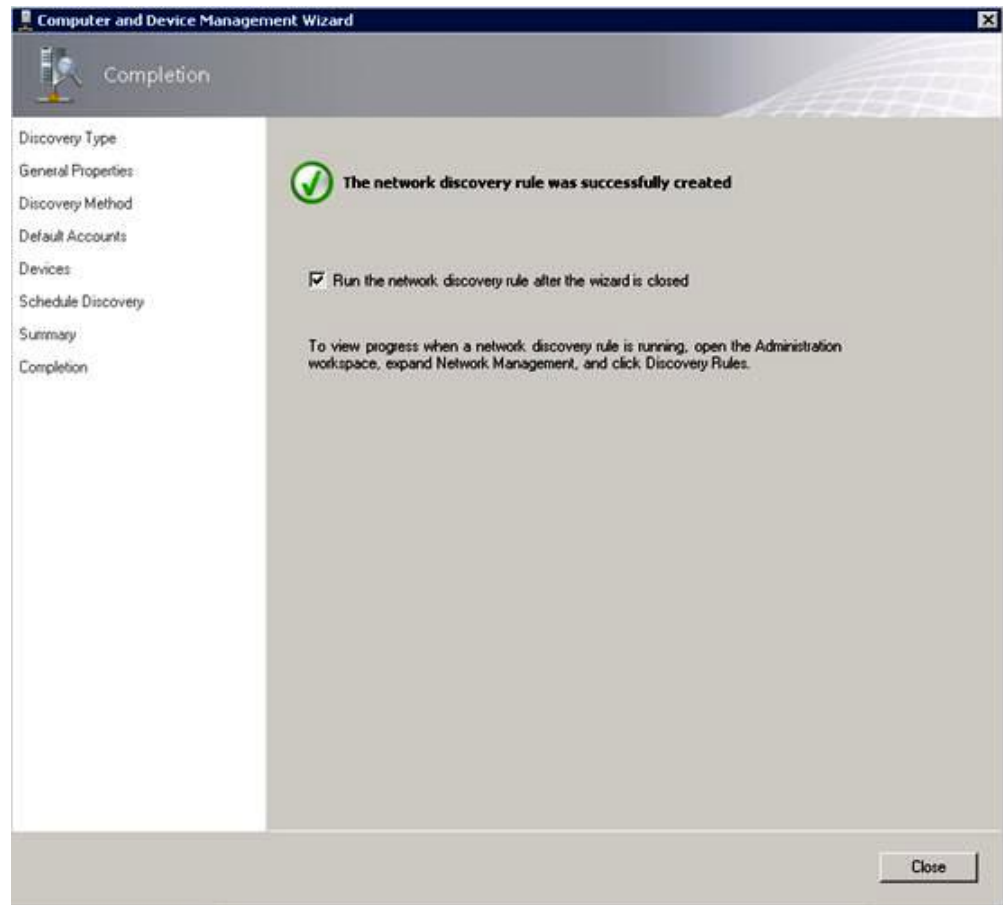 Computer and Device Management Wizard
Completion
Discovery Type
General Properties
Discovery Method
Default Accounts
Devices
Schedule Discovery
Summary
Completion
The network discovery rule was successfully created
Run the network discovery rule after the wizard is closed
To view progress when a network discovery rule is running, open the Administration
workspace, expand Network Management, and click Discovery Rules.
Close